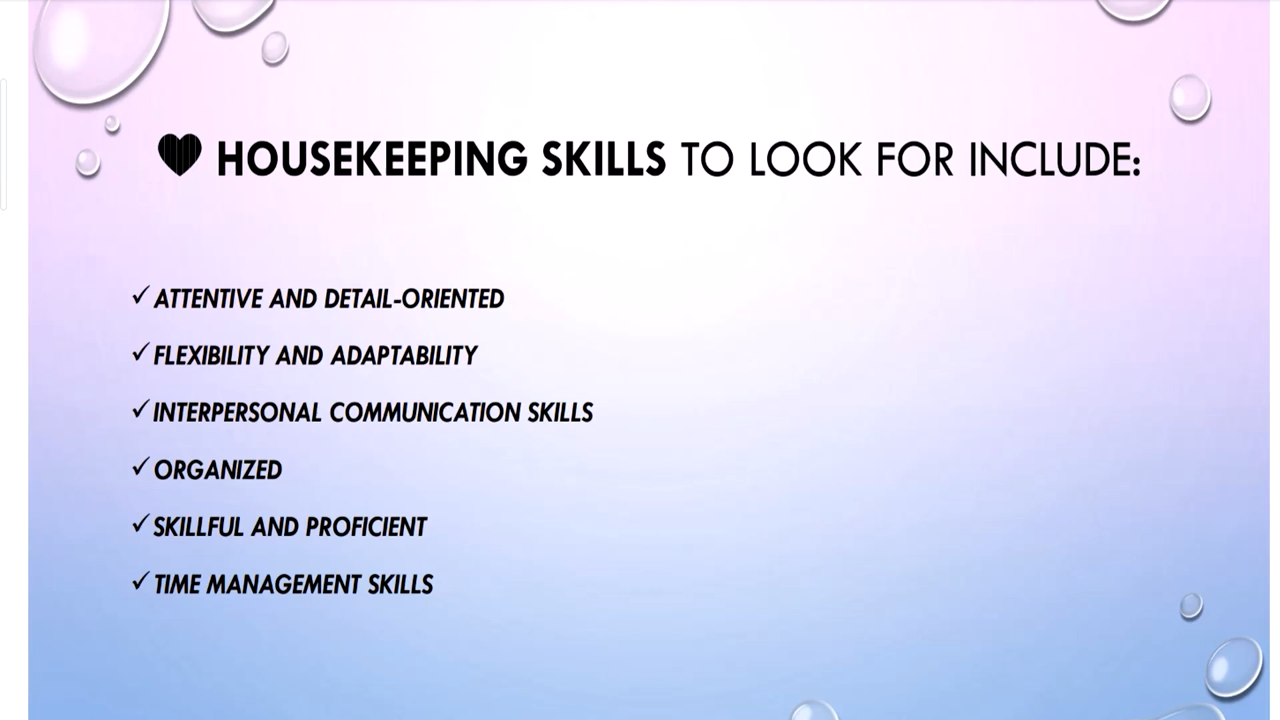 ♥ HOUSEKEEPING SKILLS TO LOOK FOR INCLUDE:
✓ ATTENTIVE AND DETAIL-ORIENTED
✓ FLEXIBILITY AND ADAPTABILITY
✓ INTERPERSONAL COMMUNICATION SKILLS
✓ ORGANIZED
✓ SKILLFUL AND PROFICIENT
✓ TIME MANAGEMENT SKILLS